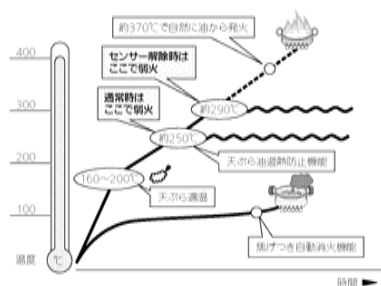 約370℃で自然に油から発火
400
センサー解除時は
ここで弱火
300
通常時は
ここで弱火
約290℃
約250℃
天ぷら油過熱防止機能
200
160～200℃
天ぷら適温
100
焦げつき自動消火機能
温度
℃
時間